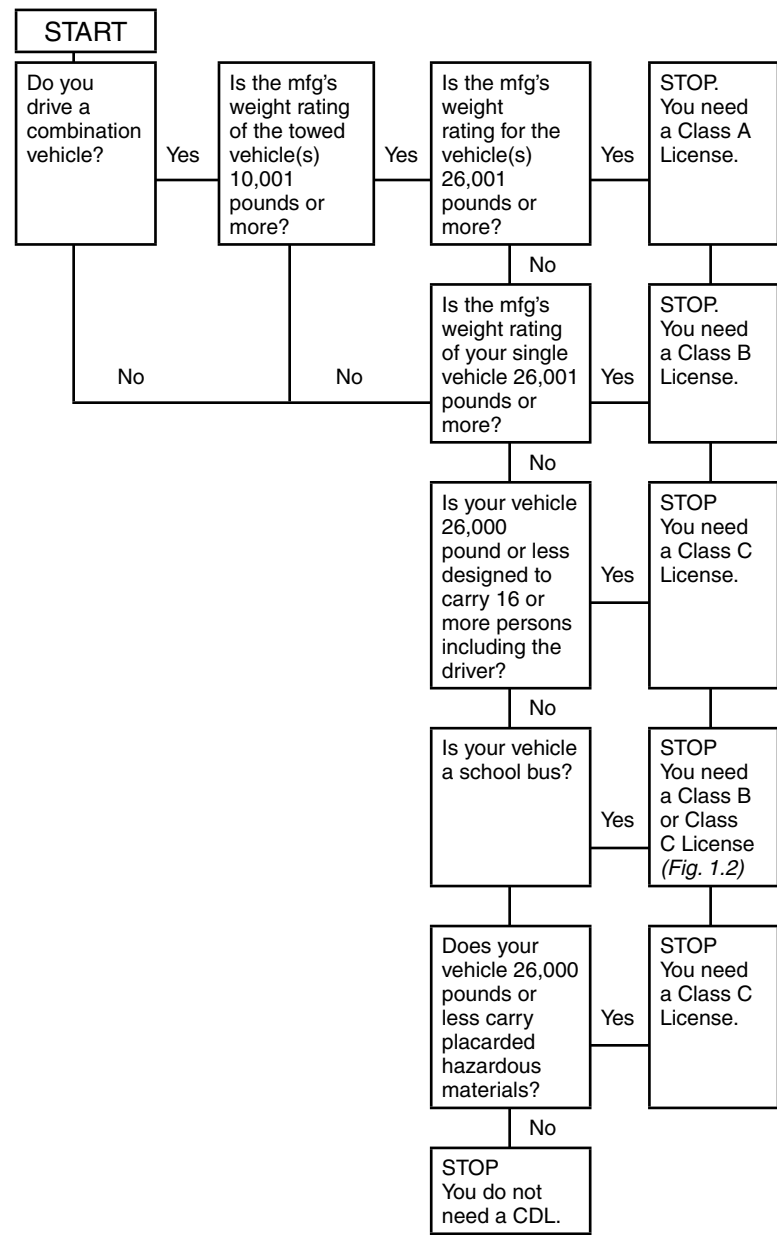 START
Do you
drive a
combination
vehicle?
Yes
Is the mfg's
weight rating
of the towed
vehicle(s)
10,001
pounds or
more?
Yes
Is the mfg's
weight
rating for the
vehicle(s)
26,001
pounds or
more?
Yes
STOP.
You need
a Class A
License.
No
No
No
Is the mfg's
weight rating
of your single
vehicle 26,001
pounds or
more?
Yes
STOP.
You need
a Class B
License.
No
Is your vehicle
26,000
pound or less
designed to
carry 16 or
more persons
including the
driver?
Yes
STOP
You need
a Class C
License.
No
Is your vehicle
a school bus?
Yes
STOP
You need
a Class B
or Class
C License
(Fig. 1.2)
Does your
vehicle 26,000
pounds or
less carry
placarded
hazardous
materials?
Yes
STOP
You need
a Class C
License.
No
STOP
You do not
need a CDL.